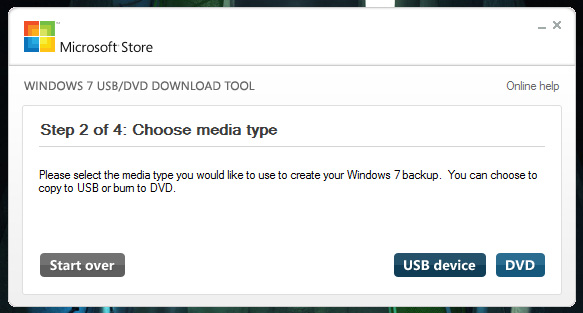 Microsoft Store
WINDOWS 7 USB/DVD DOWNLOAD TOOL
Online help
Step 2 of 4: Choose media type
Please select the media type you would like to use to create your Windows 7 backup. You can choose to
copy to USB or burn to DVD.
Start over
USB device
DVD